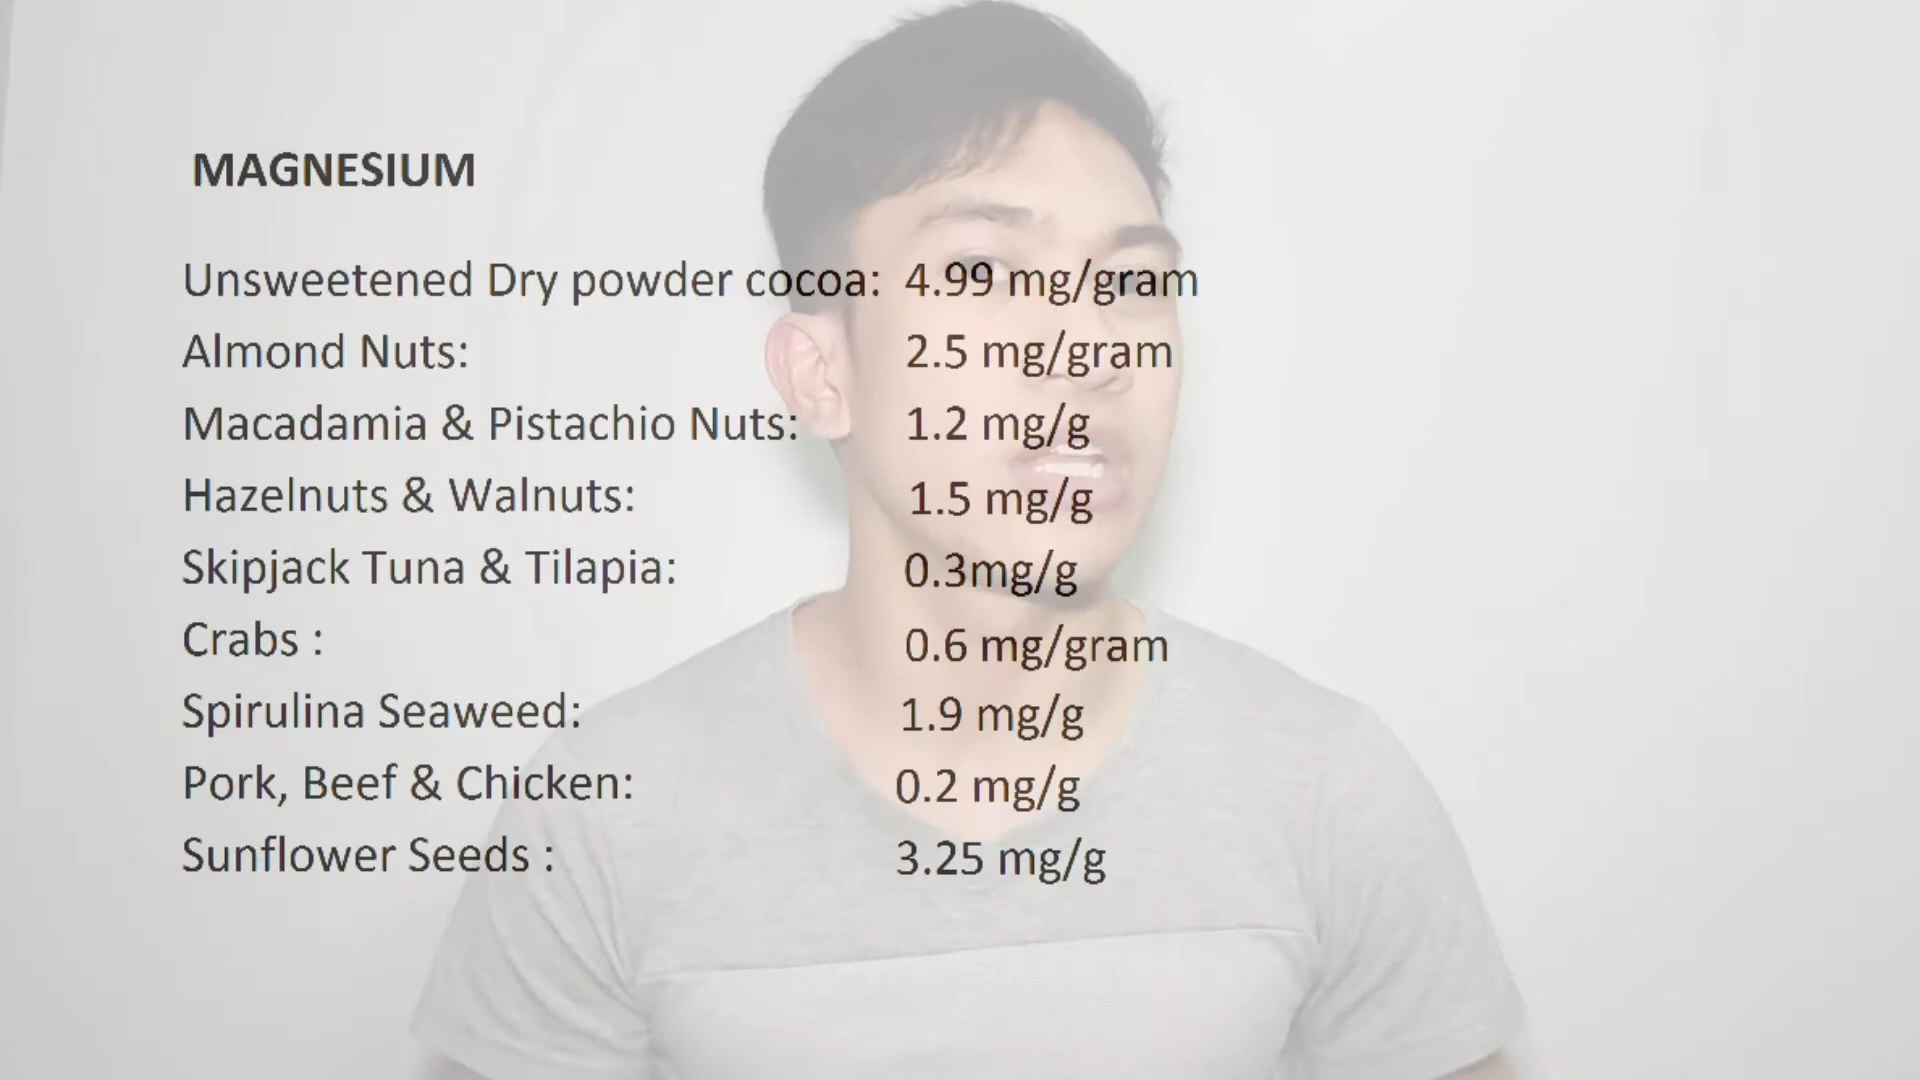 MAGNESIUM
Unsweetened Dry powder cocoa: 4.99 mg/gram
Almond Nuts: 2.5 mg/gram
Macadamia & Pistachio Nuts: 1.2 mg/g
Hazelnuts & Walnuts: 1.5 mg/g
Skipjack Tuna & Tilapia: 0.3mg/g
Crabs : 0.6 mg/gram
Spirulina Seaweed: 1.9 mg/g
Pork, Beef & Chicken: 0.2 mg/g
Sunflower Seeds : 3.25 mg/g